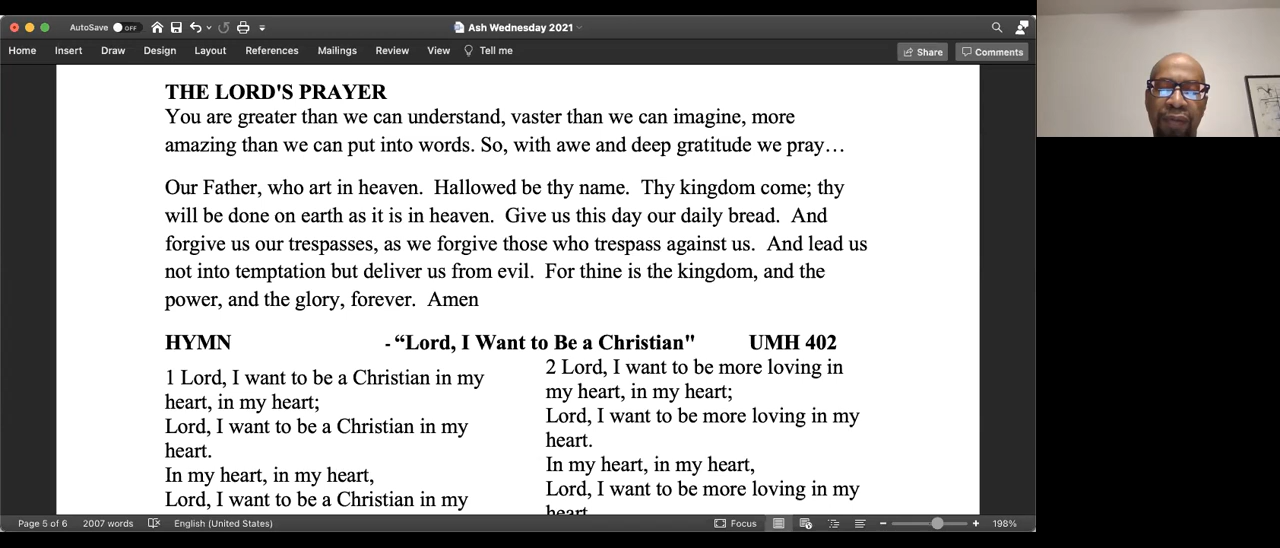 AutoSave OFF
Ash Wednesday 2021
Home Insert Draw Design Layout References Mailings Review View Tell me Share Comments
THE LORD'S PRAYER
You are greater than we can understand, vaster than we can imagine, more
amazing than we can put into words. So, with awe and deep gratitude we pray…
Our Father, who art in heaven. Hallowed be thy name. Thy kingdom come; thy
will be done on earth as it is in heaven. Give us this day our daily bread. And
forgive us our trespasses, as we forgive those who trespass against us. And lead us
not into temptation but deliver us from evil. For thine is the kingdom, and the
power, and the glory, forever. Amen
HYMN - “Lord, I Want to Be a Christian" UMH 402
1 Lord, I want to be a Christian in my
heart, in my heart;
Lord, I want to be a Christian in my
heart.
In my heart, in my heart,
Lord, I want to be a Christian in my
2 Lord, I want to be more loving in
my heart, in my heart;
Lord, I want to be more loving in my
heart.
In my heart, in my heart,
Lord, I want to be more loving in my
heart
Page 5 of 6 2007 words English (United States) Focus 198%